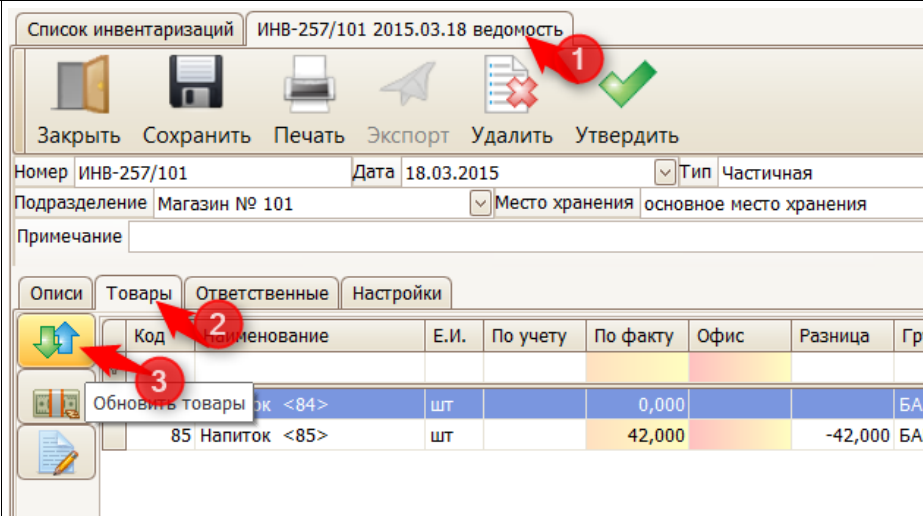 Список инвентаризаций ИНВ-257/101 2015.03.18 ведомость
1
Закрыть Сохранить Печать Экспорт Удалить Утвердить
Номер ИНВ-257/101 Дата 18.03.2015 Тип Частичная
Подразделение Магазин № 101 Место хранения основное место хранения
Примечание
Описи Товары Ответственные Настройки
2
Код Наименование Е.И. По учету По факту Офис Разница Гр
3
Обновить товары ок <84> шт 0,000 БА
85 Напиток <85> шт 42,000 -42,000 БА